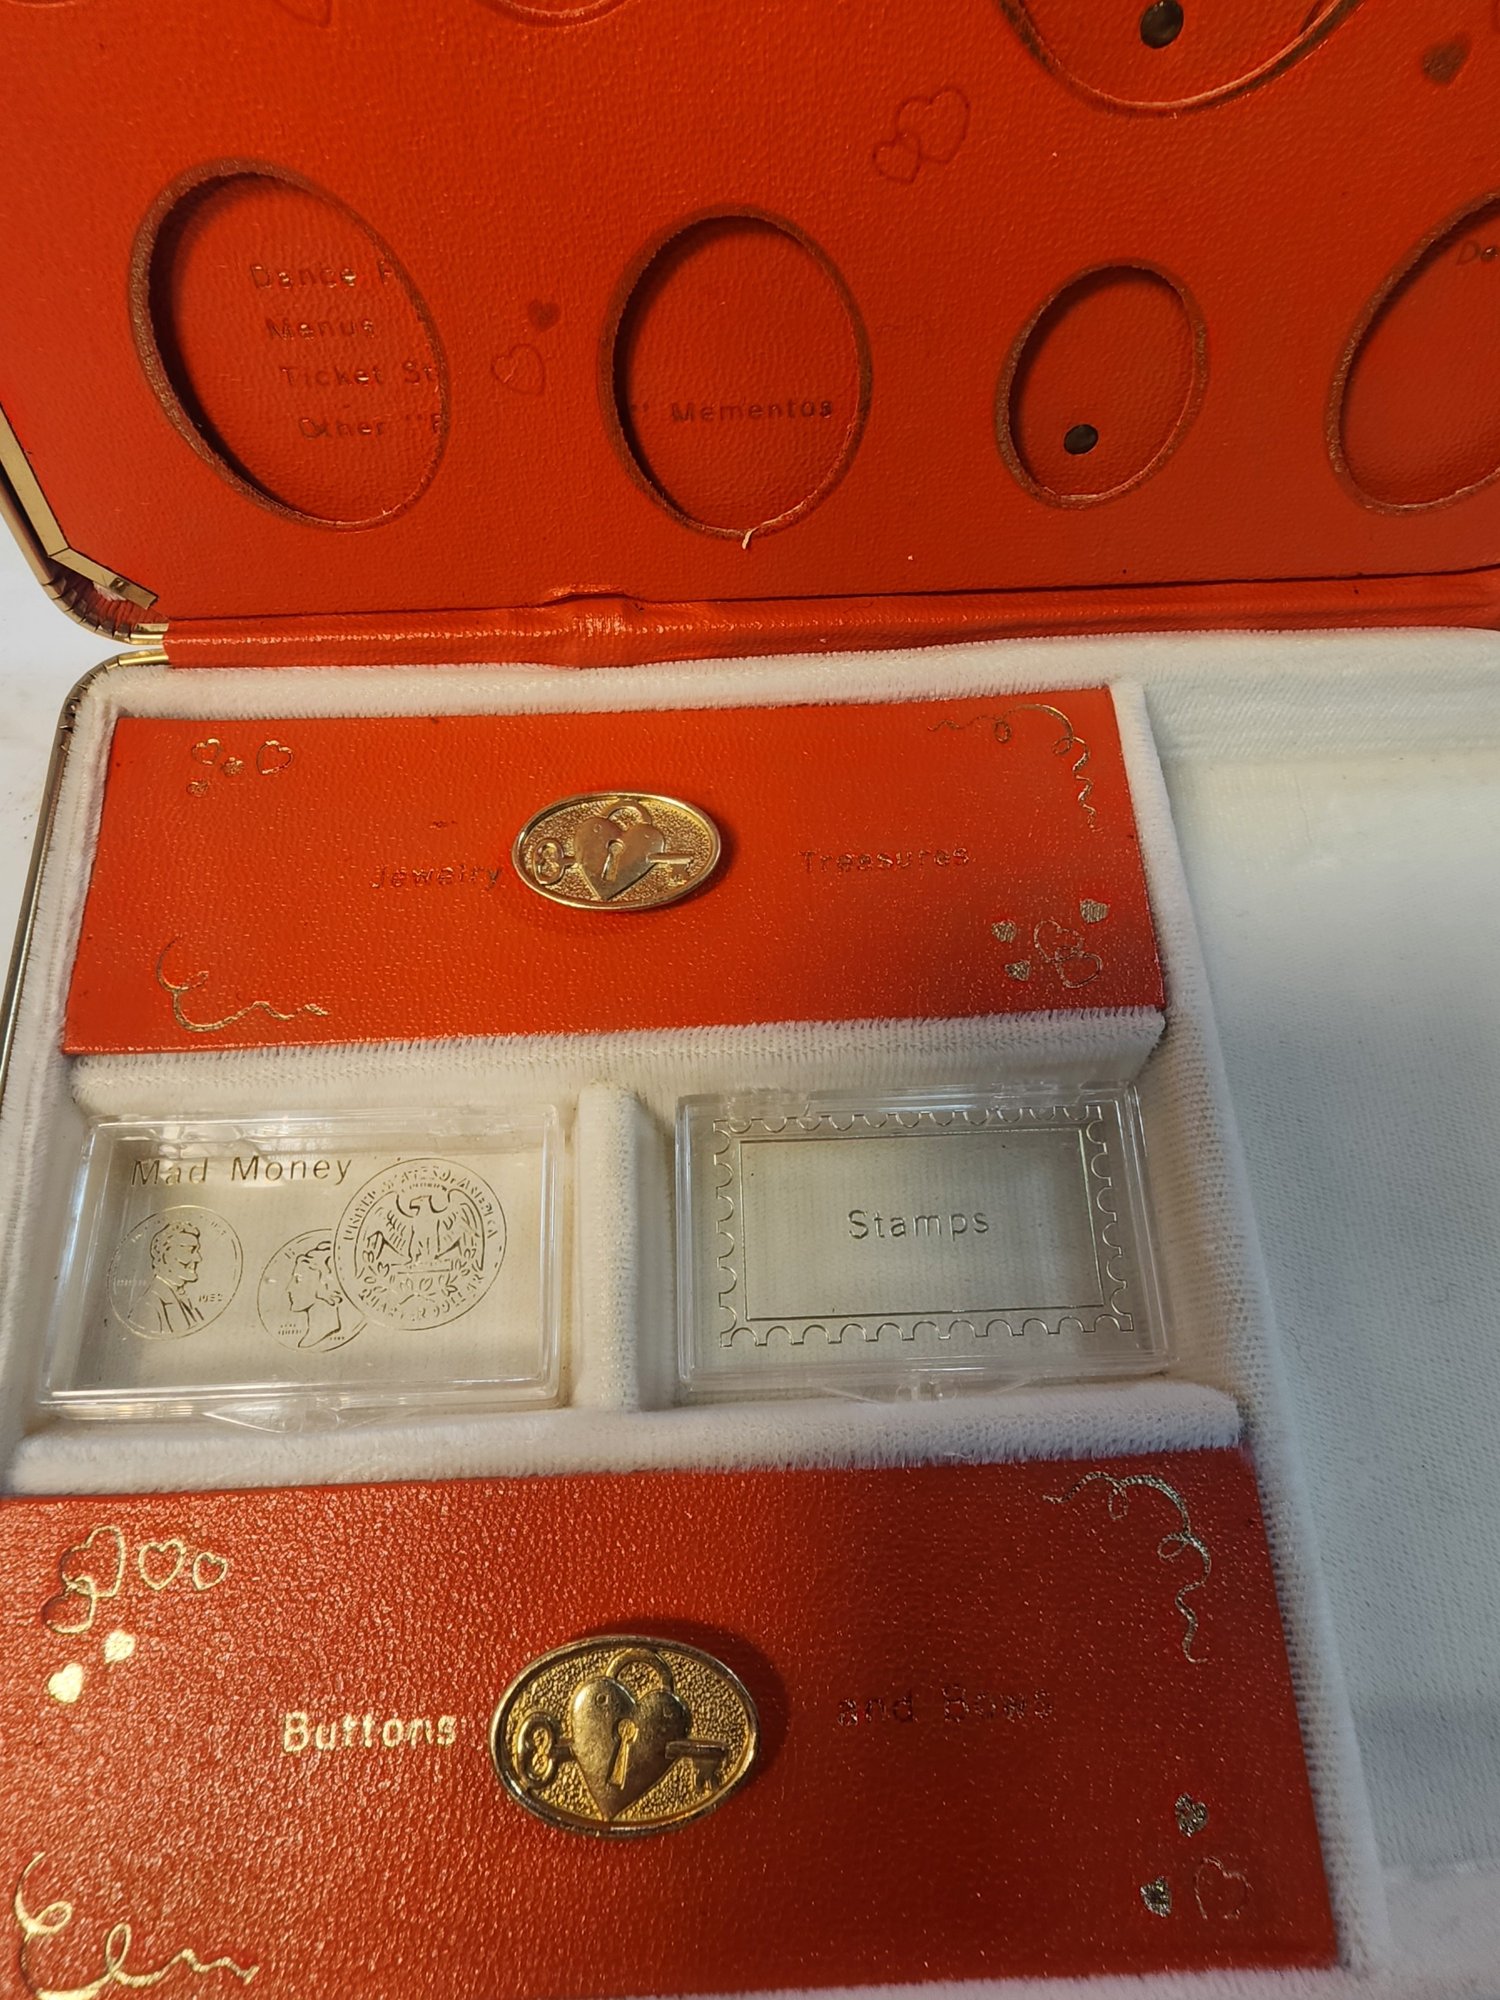 Dance
Menus
Ticket
Other "
" Mementos
Jewelry Treasures
Mad Money
UNITED STATES OF AMERICA
QUARTER DOLLAR
Stamps
Buttons and Bows